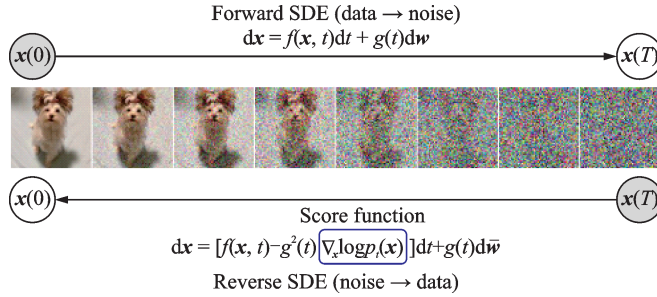 Forward SDE (data → noise)
dx = f(x, t)dt + g(t)dw
x(0) x(T)
x(0) x(T)
Score function
dx = [f(x, t)−g²(t) ∇ₓlogpₜ(x) ]dt+g(t)dw̅
Reverse SDE (noise → data)